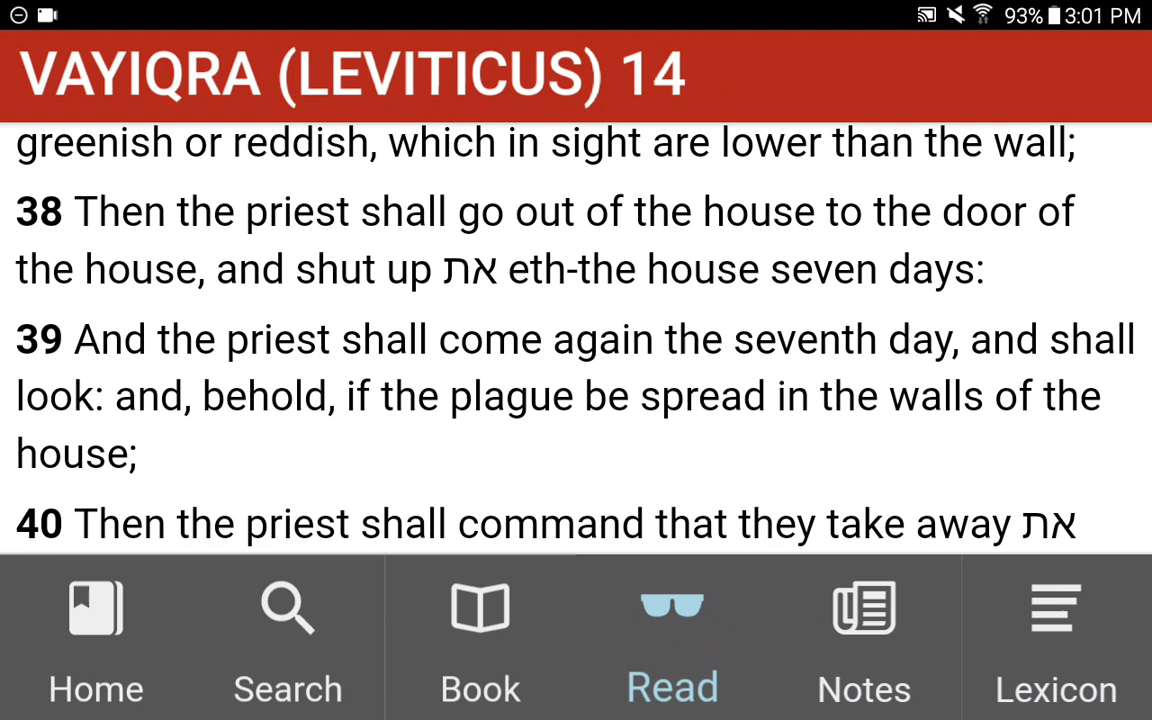 93% 3:01 PM
VAYIQRA (LEVITICUS) 14
greenish or reddish, which in sight are lower than the wall;
38 Then the priest shall go out of the house to the door of
the house, and shut up את eth-the house seven days:
39 And the priest shall come again the seventh day, and shall
look: and, behold, if the plague be spread in the walls of the
house;
40 Then the priest shall command that they take away את
Home Search Book Read Notes Lexicon